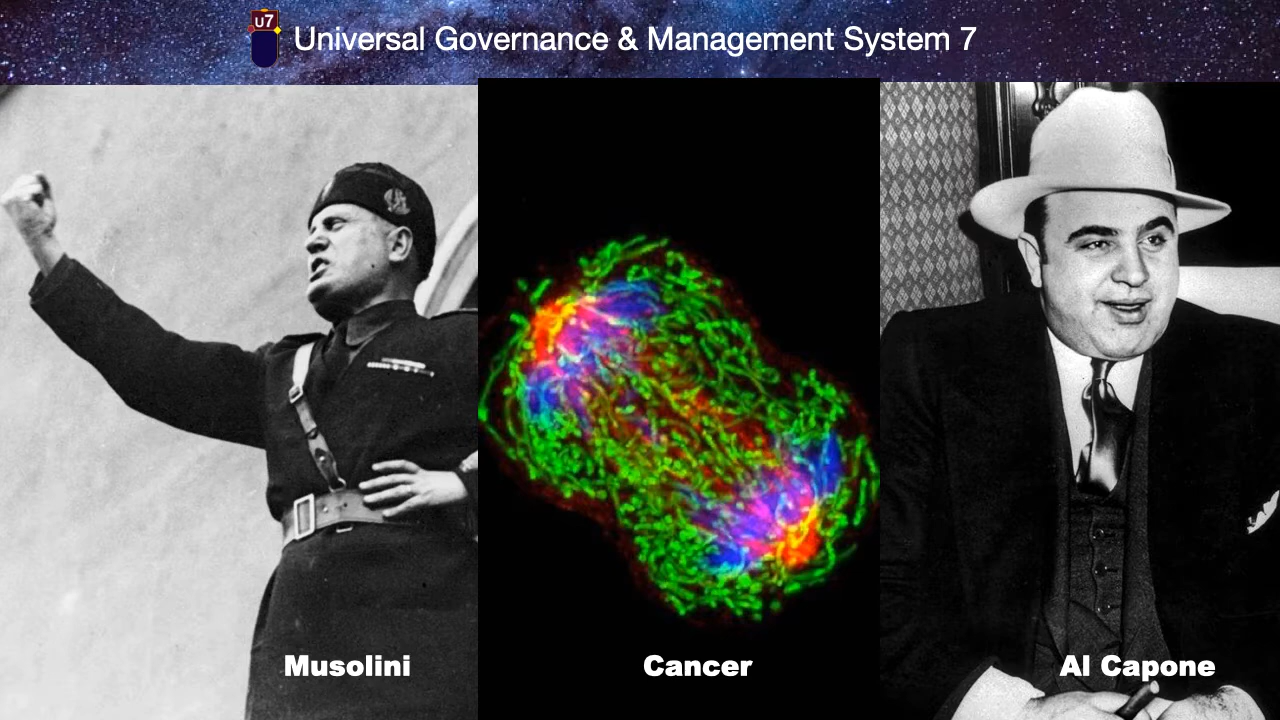 U7
Universal Governance & Management System 7
Musolini
Cancer
Al Capone